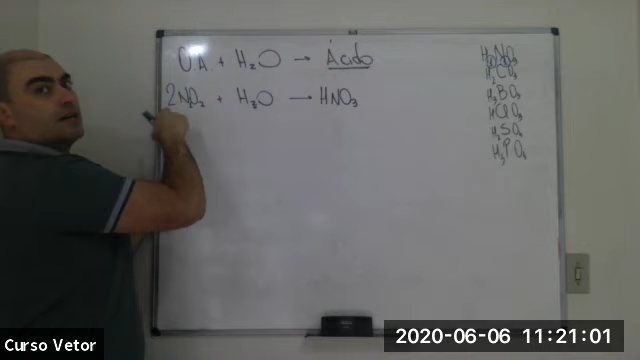 O.A. + H₂O → Ácido
2NO₂ + H₂O → HNO₃
H₂CO₃
H₃BO₃
HClO₃
H₂SO₄
H₃PO₄
Curso Vetor
2020-06-06 11:21:01